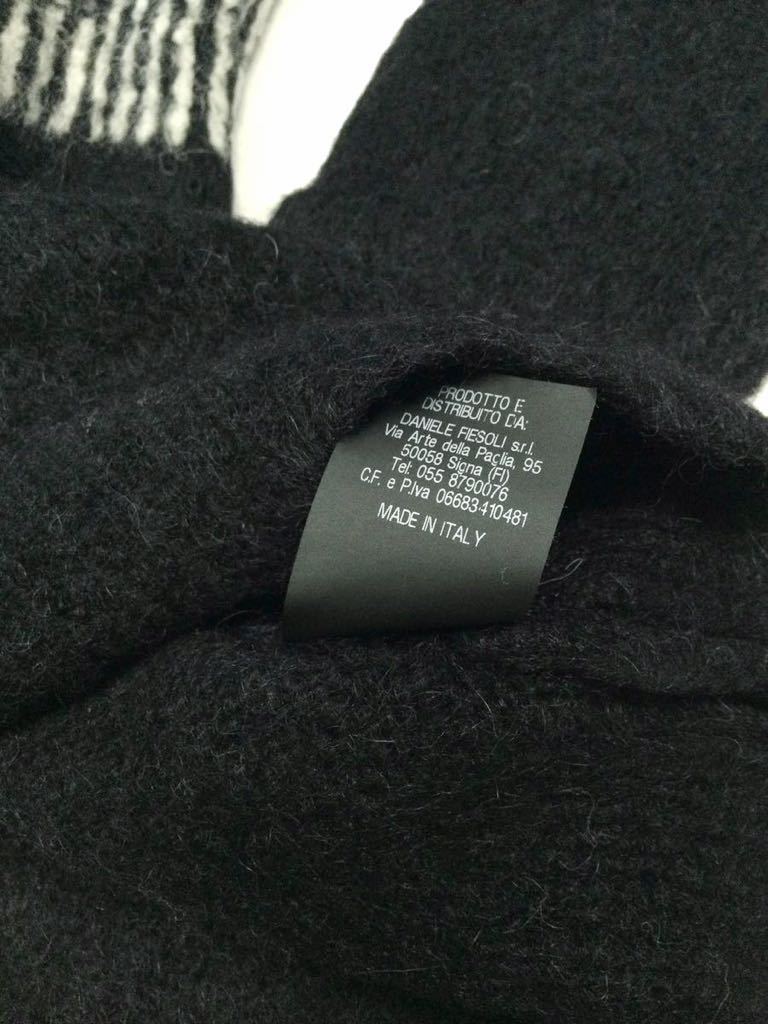 PRODOTTO E
DISTRIBUITO DA:
DANIELE FIESOLI s.r.l.
Via Arte della Paglia, 95
50058 Signa (FI)
Tel: 055 8790076
C.F. e P.Iva 06683410481
MADE IN ITALY